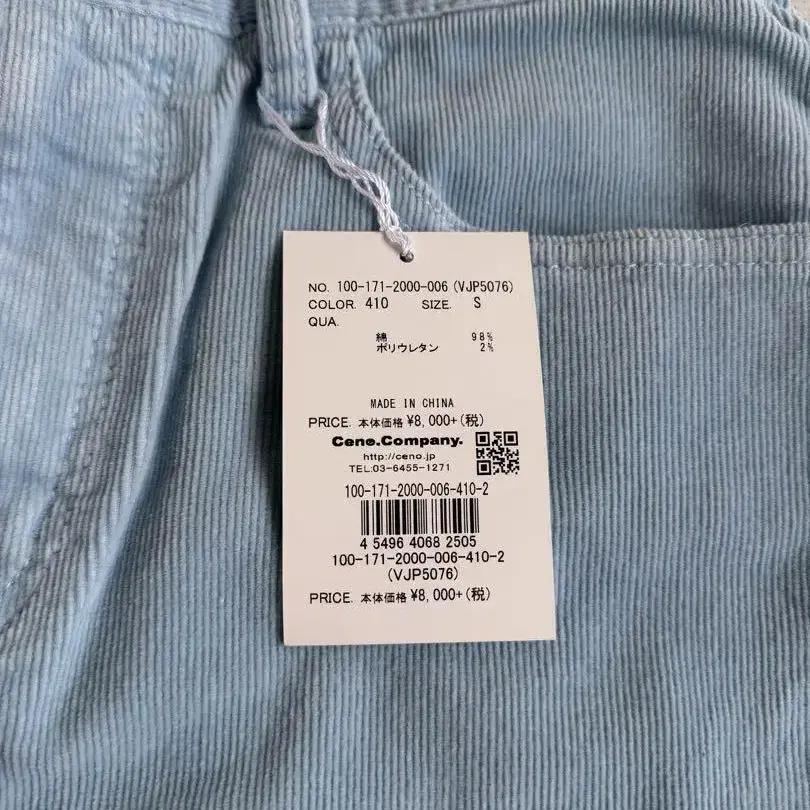 NO. 100-171-2000-006 (VJP5076)
COLOR. 410 SIZE. S
QUA.
綿 98%
ポリウレタン 2%
MADE IN CHINA
PRICE. 本体価格 ¥8,000+(税)
Ceno.Company.
http://ceno.jp
TEL:03-6455-1271
100-171-2000-006-410-2
4 54964 4068 2505
100-171-2000-006-410-2
(VJP5076)
PRICE. 本体価格 ¥8,000+(税)